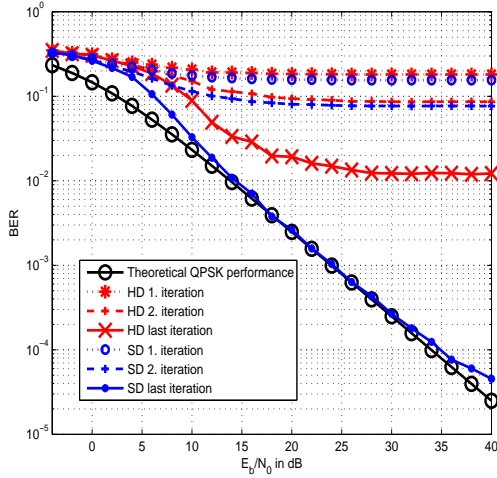 10^0
10^-1
10^-2
10^-3
10^-4
10^-5
BER
Theoretical QPSK performance
HD 1. iteration
HD 2. iteration
HD last iteration
SD 1. iteration
SD 2. iteration
SD last iteration
0 5 10 15 20 25 30 35 40
E_b/N_0 in dB